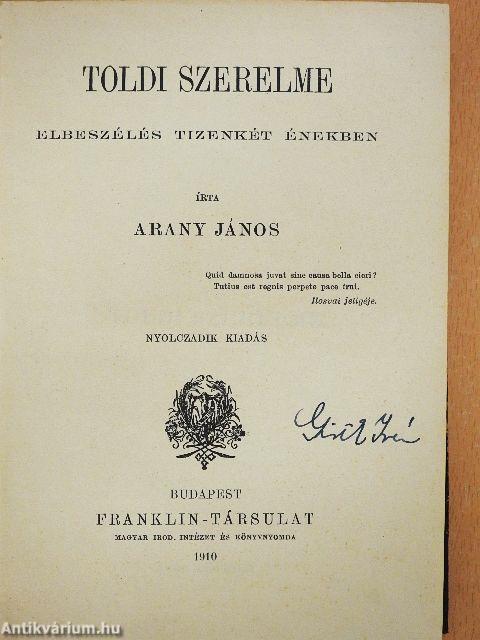 TOLDI SZERELME
ELBESZÉLÉS TIZENKÉT ÉNEKBEN
ÍRTA
ARANY JÁNOS
Quid damnosa juvat sine causa bella cieri?
Tutius est regnis perpete pace frui.
Rosvai jeligéje.
NYOLCZADIK KIADÁS
BUDAPEST
FRANKLIN-TÁRSULAT
MAGYAR IROD. INTÉZET ÉS KÖNYVNYOMDA
1910
Antikvárium.hu